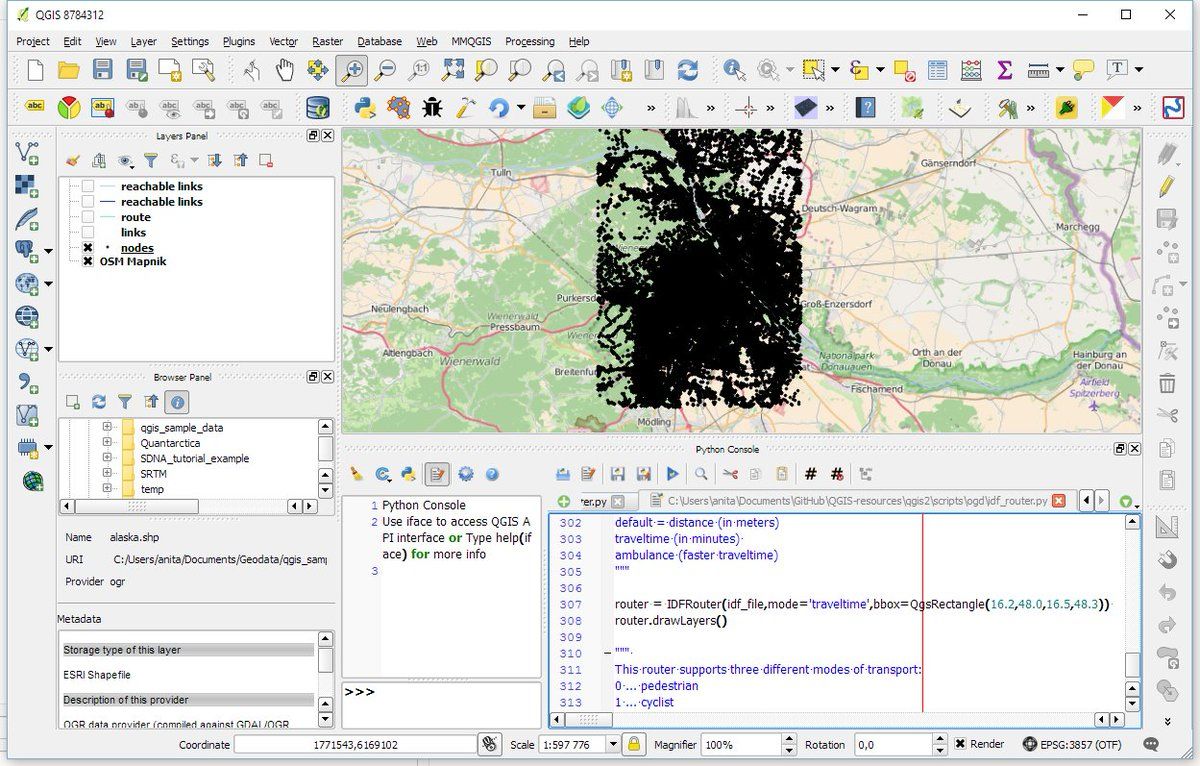 QGIS 8784312
Project Edit View Layer Settings Plugins Vector Raster Database Web MMQGIS Processing Help
Layers Panel
reachable links
reachable links
route
links
nodes
OSM Mapnik
Browser Panel
qgis_sample_data
Quantarctica
SDNA_tutorial_example
SRTM
temp
Name alaska.shp
URI C:/Users/anita/Documents/Geodata/qgis_samp
Provider ogr
Metadata
Storage type of this layer
ESRI Shapefile
Description of this provider
OGR data provider (compiled against GDAL/OGR
Tulln
Gänserndorf
Deutsch-Wagram
Marchegg
Neulengbach
Purkersd
Groß-Enzersdorf
Wienerwald
Pressbaum
Altlengbach
Wienerwald
Breitenfu
Nationalpark
Donauauen
Orth an der
Donau
Hainburg an
der Donau
Fischamend
Airfield
Spitzerberg
Mödling
Python Console
1 Python Console
2 Use iface to access QGIS A
PI interface or Type help(if
ace) for more info
3
>>>
ter.py C:\Users\anita\Documents\GitHub\QGIS-resources\qgis2\scripts\ogd\idf_router.py
302 default = distance (in meters)
303 traveltime (in minutes)
304 ambulance (faster traveltime)
305 """
306
307 router = IDFRouter(idf_file,mode='traveltime',bbox=QgsRectangle(16.2,48.0,16.5,48.3))
308 router.drawLayers()
309
310 """
311 This router supports three different modes of transport:
312 0 ... pedestrian
313 1 ... cyclist
Coordinate 1771543,6169102 Scale 1:597 776 Magnifier 100% Rotation 0,0 Render EPSG:3857 (OTF)